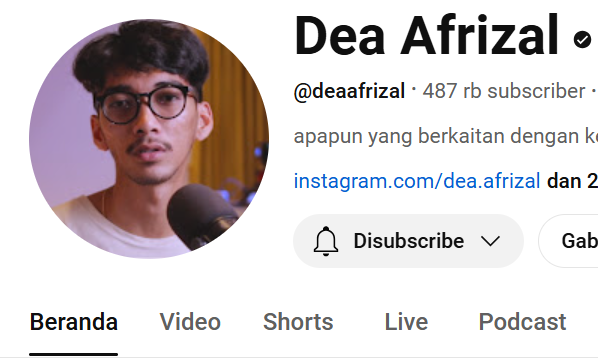 Dea Afrizal
@deaafrizal · 487 rb subscriber ·
apapun yang berkaitan dengan
instagram.com/dea.afrizal dan 2
Disubscribe
Gab
Beranda Video Shorts Live Podcast